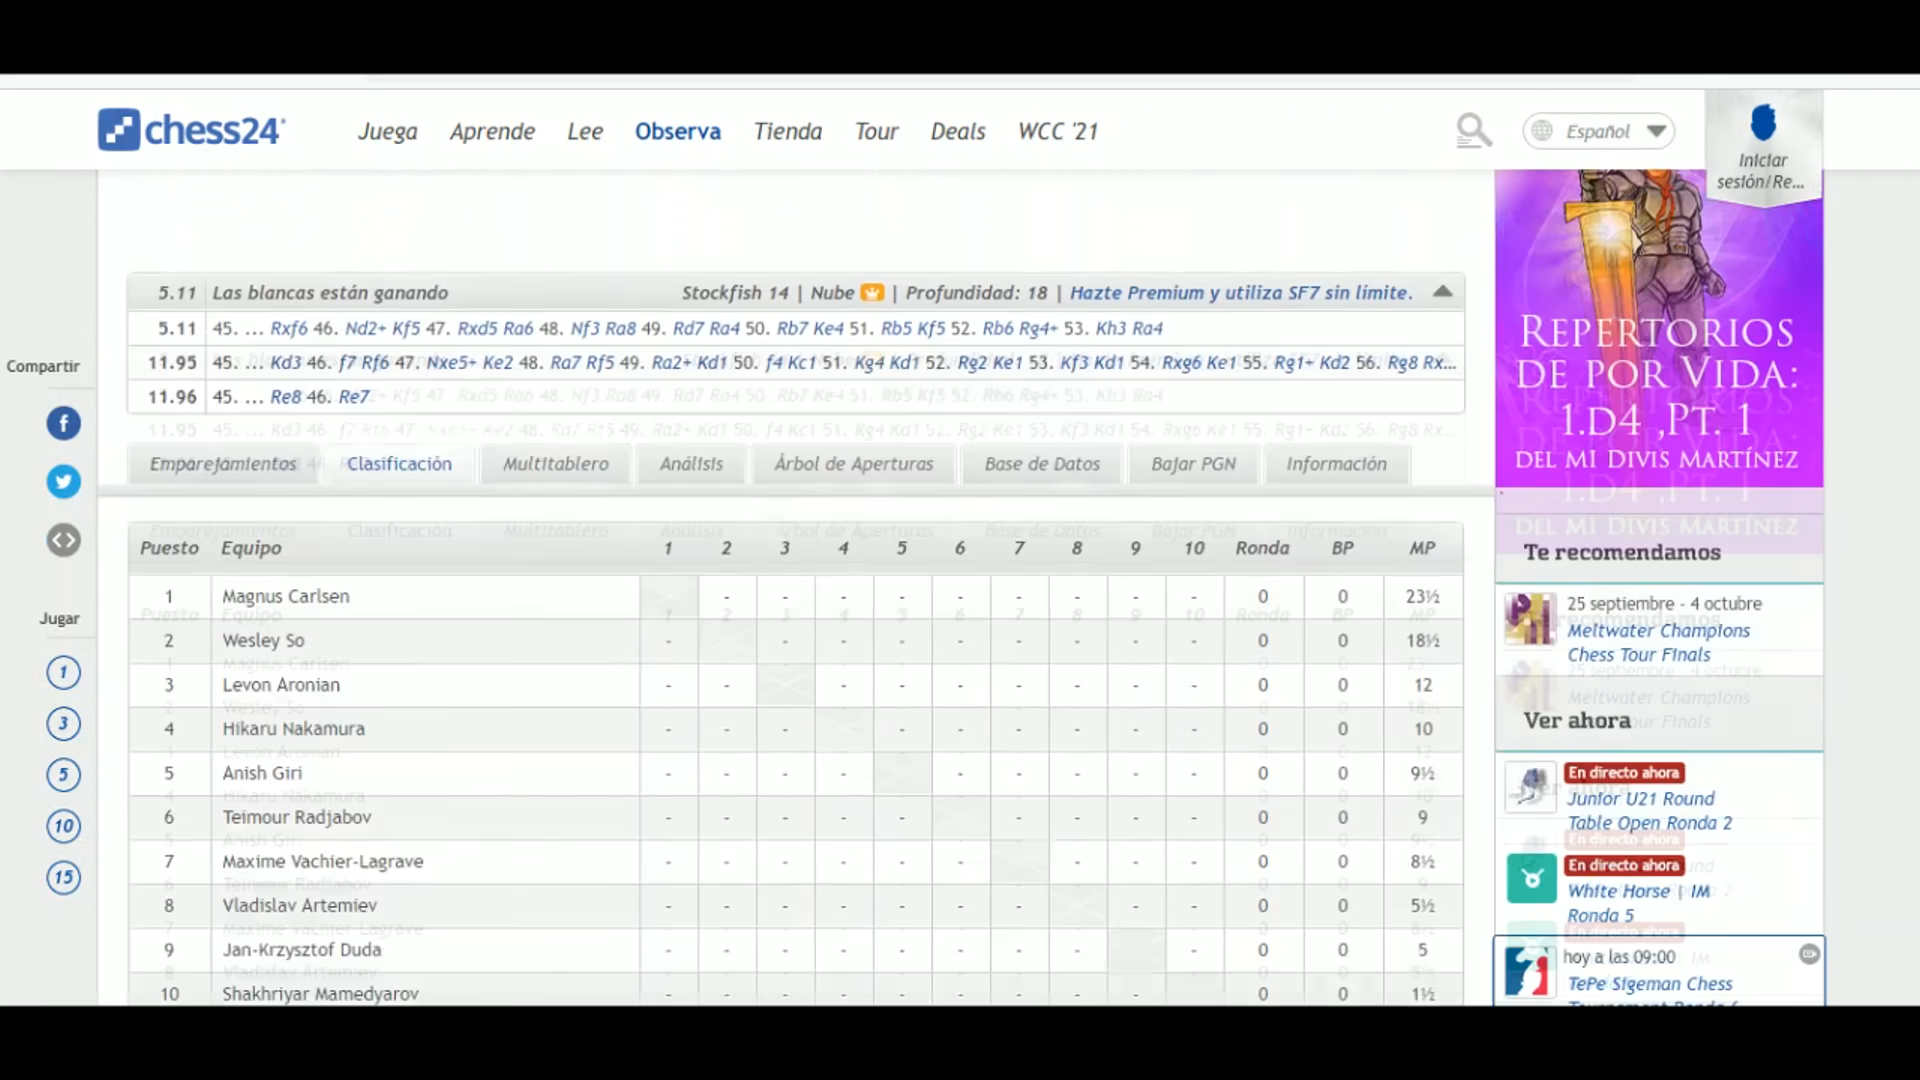 chess24
Juega Aprende Lee Observa Tienda Tour Deals WCC '21
Español
Iniciar
sesión/Re...
5.11 Las blancas están ganando Stockfish 14 | Nube | Profundidad: 18 | Hazte Premium y utiliza SF7 sin límite.
5.11 45. ... Rxf6 46. Nd2+ Kf5 47. Rxd5 Ra6 48. Nf3 Ra8 49. Rd7 Ra4 50. Rb7 Ke4 51. Rb5 Kf5 52. Rb6 Rg4+ 53. Kh3 Ra4
11.95 45. ... Kd3 46. f7 Rf6 47. Nxe5+ Ke2 48. Ra7 Rf5 49. Ra2+ Kd1 50. f4 Kc1 51. Kg4 Kd1 52. Rg2 Ke1 53. Kf3 Kd1 54. Rxg6 Ke1 55. Rg1+ Kd2 56. Rg8 Rx...
11.96 45. ... Re8 46. Re7
Emparejamientos Clasificación Multitablero Análisis Árbol de Aperturas Base de Datos Bajar PGN Información
Puesto Equipo 1 2 3 4 5 6 7 8 9 10 Ronda BP MP
1 Magnus Carlsen - - - - - - - - - 0 0 23½
2 Wesley So - - - - - - - - - 0 0 18½
3 Levon Aronian - - - - - - - - - 0 0 12
4 Hikaru Nakamura - - - - - - - - - 0 0 10
5 Anish Giri - - - - - - - - - 0 0 9½
6 Teimour Radjabov - - - - - - - - - 0 0 9
7 Maxime Vachier-Lagrave - - - - - - - - - 0 0 8½
8 Vladislav Artemiev - - - - - - - - - 0 0 5½
9 Jan-Krzysztof Duda - - - - - - - - - 0 0 5
10 Shakhriyar Mamedyarov - - - - - - - - - 0 0 1½
Compartir
Jugar
1
3
5
10
15
REPERTORIOS
DE POR VIDA:
1.D4 ,PT. 1
DEL MI DIVIS MARTÍNEZ
Te recomendamos
25 septiembre - 4 octubre
Meltwater Champions
Chess Tour Finals
Ver ahora
En directo ahora
Junior U21 Round
Table Open Ronda 2
En directo ahora
White Horse | IM
Ronda 5
hoy a las 09:00
TePe Sigeman Chess